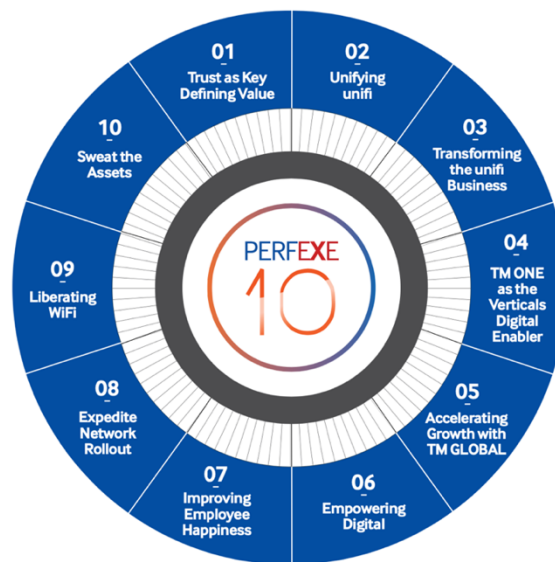 01
Trust as Key
Defining Value
02
Unifying
unifi
03
Transforming
the unifi
Business
04
TM ONE
as the
Verticals
Digital
Enabler
05
Accelerating
Growth with
TM GLOBAL
06
Empowering
Digital
07
Improving
Employee
Happiness
08
Expedite
Network
Rollout
09
Liberating
WiFi
10
Sweat the
Assets
PERFEXE
10